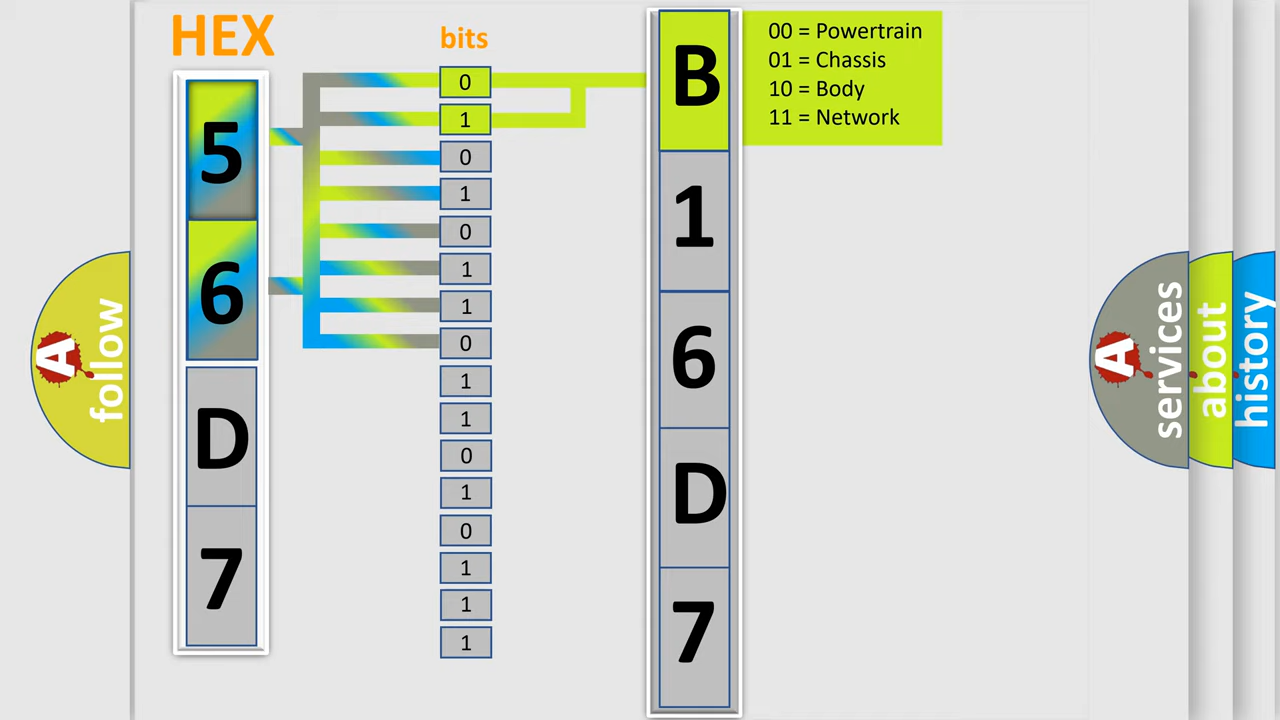 HEX
bits
5
6
D
7
0
1
0
1
0
1
1
0
1
1
0
1
0
1
1
1
B
1
6
D
7
00 = Powertrain
01 = Chassis
10 = Body
11 = Network
A
follow
A
services
about
history